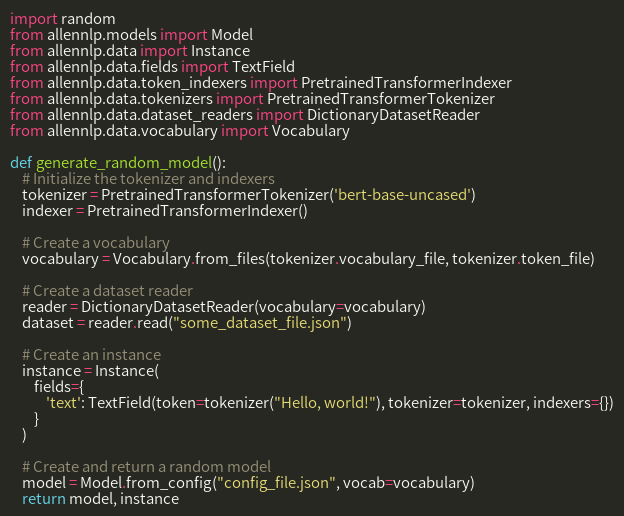 import random
from allennlp.models import Model
from allennlp.data import Instance
from allennlp.data.fields import TextField
from allennlp.data.token_indexers import PretrainedTransformerIndexer
from allennlp.data.tokenizers import PretrainedTransformerTokenizer
from allennlp.data.dataset_readers import DictionaryDatasetReader
from allennlp.data.vocabulary import Vocabulary

def generate_random_model():
    # Initialize the tokenizer and indexers
    tokenizer = PretrainedTransformerTokenizer('bert-base-uncased')
    indexer = PretrainedTransformerIndexer()

    # Create a vocabulary
    vocabulary = Vocabulary.from_files(tokenizer.vocabulary_file, tokenizer.token_file)

    # Create a dataset reader
    reader = DictionaryDatasetReader(vocabulary=vocabulary)
    dataset = reader.read("some_dataset_file.json")

    # Create an instance
    instance = Instance(
        fields={
            'text': TextField(token=tokenizer("Hello, world!"), tokenizer=tokenizer, indexers={})
        }
    )

    # Create and return a random model
    model = Model.from_config("config_file.json", vocab=vocabulary)
    return model, instance